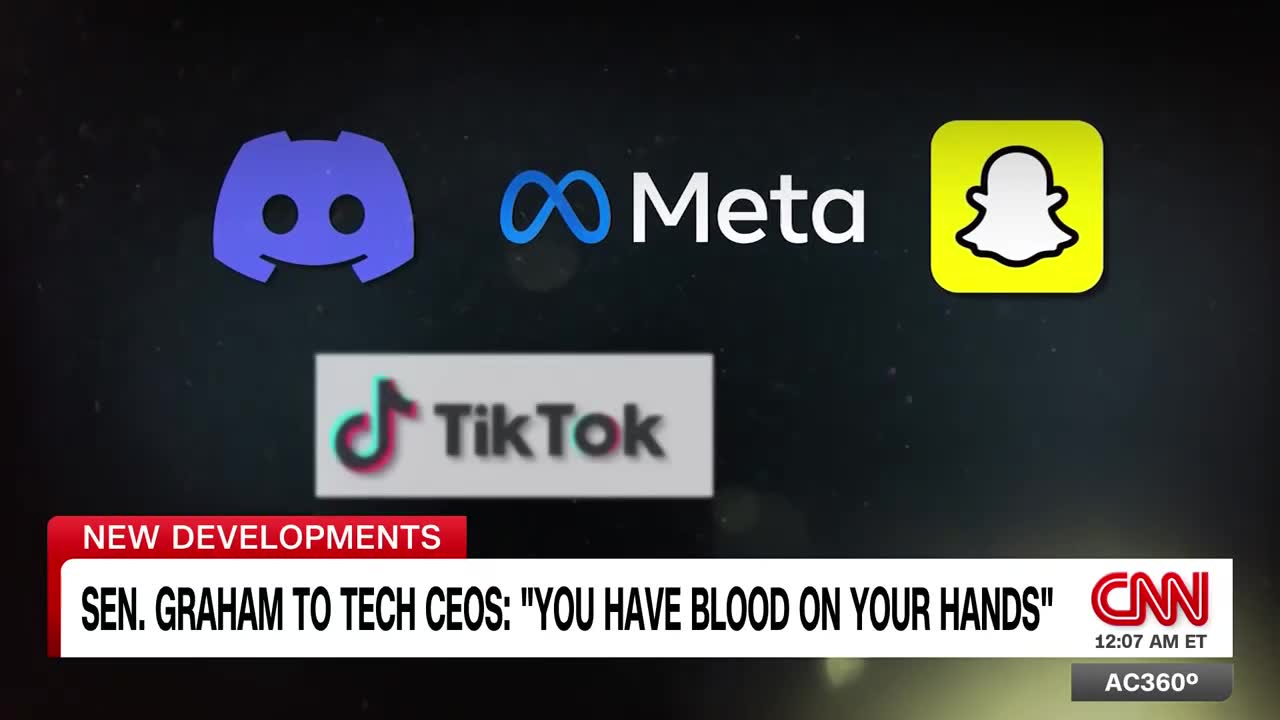 Meta
TikTok
NEW DEVELOPMENTS
SEN. GRAHAM TO TECH CEOS: "YOU HAVE BLOOD ON YOUR HANDS"
CNN
12:07 AM ET
AC360º